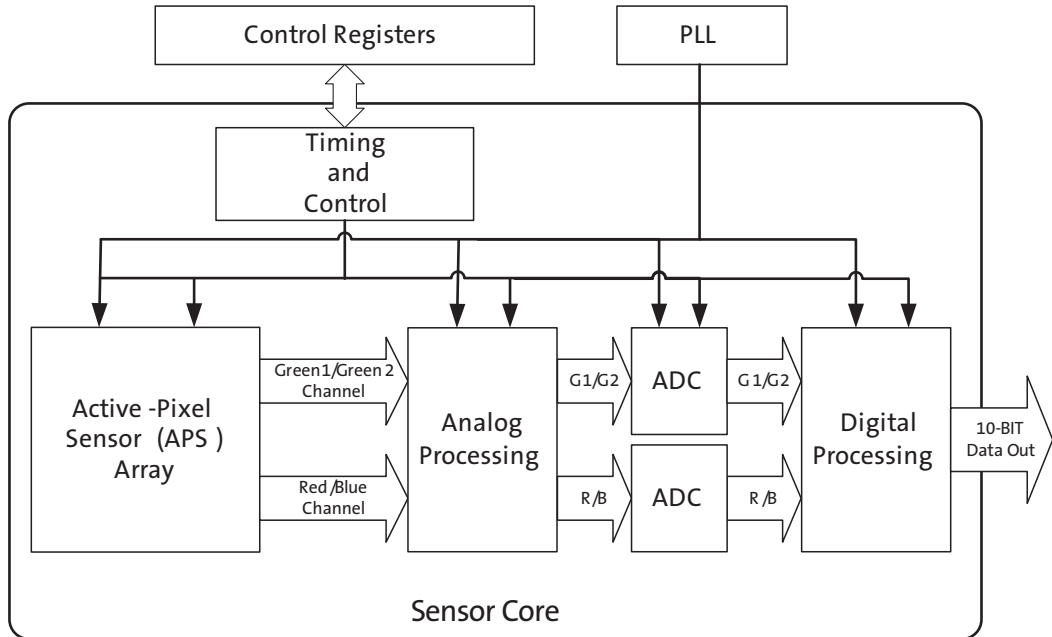 Control Registers
PLL
Timing
and
Control
Active -Pixel
Sensor (APS )
Array
Green1/Green 2
Channel
Red/Blue
Channel
Analog
Processing
G1/G2
R/B
ADC
ADC
G1/G2
R/B
Digital
Processing
10-BIT
Data Out
Sensor Core